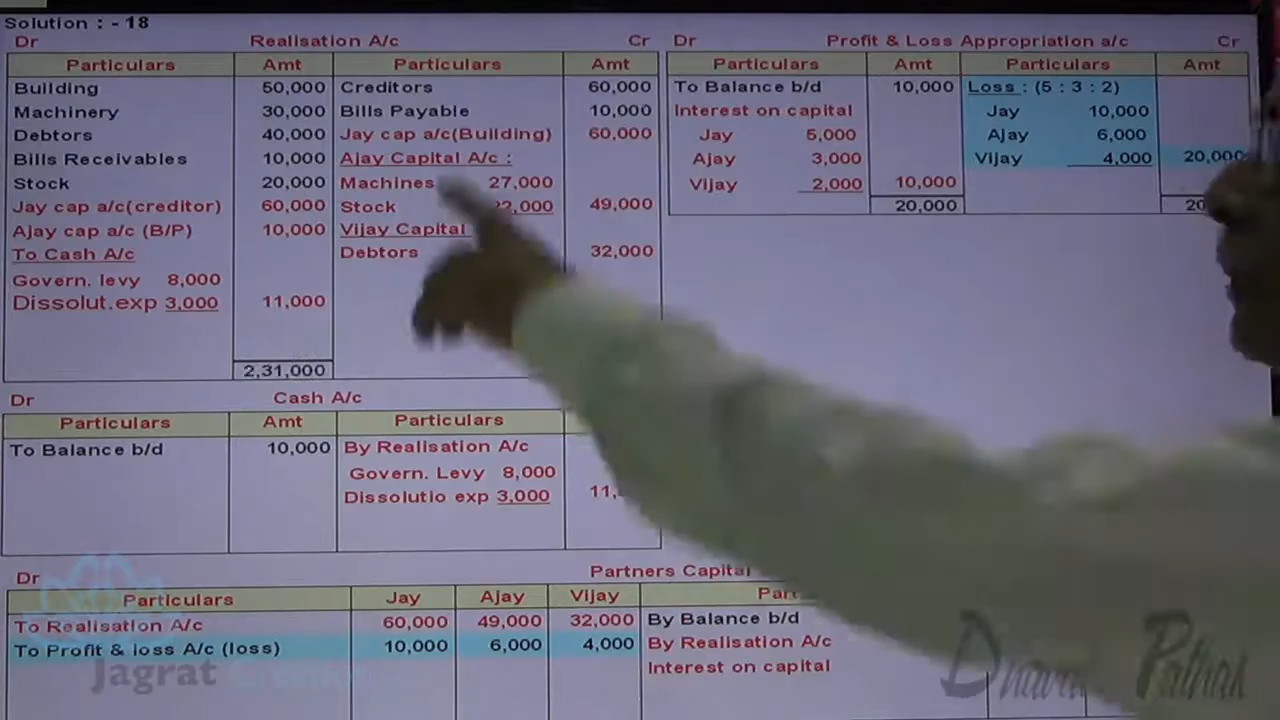 Solution : - 18
Dr Realisation A/c Cr
Particulars Amt Particulars Amt
Building 50,000 Creditors 60,000
Machinery 30,000 Bills Payable 10,000
Debtors 40,000 Jay cap a/c(Building) 60,000
Bills Receivables 10,000 Ajay Capital A/c :
Stock 20,000 Machines 27,000
Jay cap a/c(creditor) 60,000 Stock 49,000
Ajay cap a/c (B/P) 10,000 Vijay Capital
To Cash A/c Debtors 32,000
Govern. levy 8,000
Dissolut.exp 3,000 11,000
2,31,000
Dr Profit & Loss Appropriation a/c Cr
Particulars Amt Particulars Amt
To Balance b/d 10,000 Loss : (5 : 3 : 2)
Interest on capital Jay 10,000
Jay 5,000 Ajay 6,000
Ajay 3,000 Vijay 4,000 20,000
Vijay 2,000 10,000
20,000
Dr Cash A/c
Particulars Amt Particulars
To Balance b/d 10,000 By Realisation A/c
Govern. Levy 8,000
Dissolutio exp 3,000
Dr Partners Capital
Particulars Jay Ajay Vijay
To Realisation A/c 60,000 49,000 32,000 By Balance b/d
To Profit & loss A/c (loss) 10,000 6,000 4,000 By Realisation A/c
Interest on capital
Jagrat
Pathak